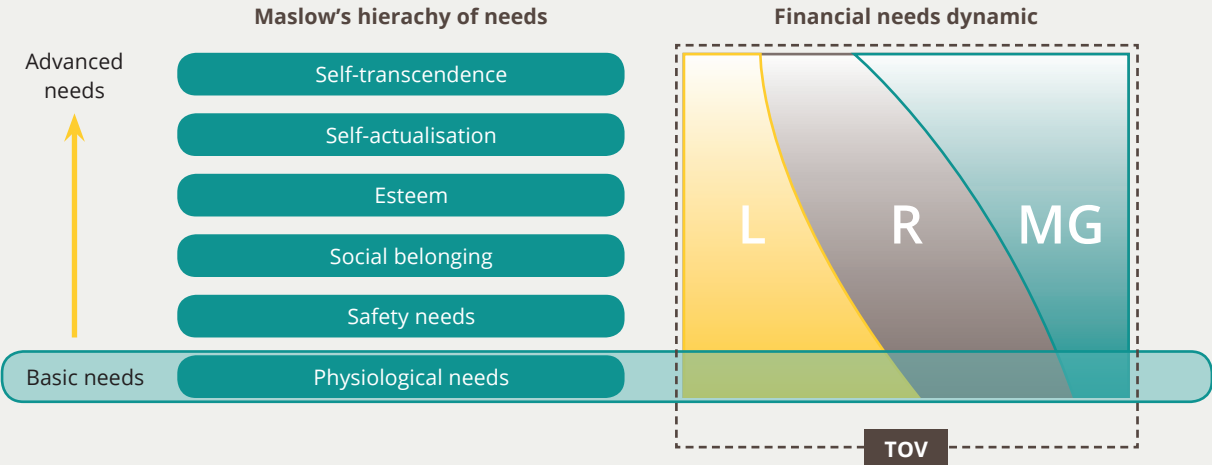 Maslow’s hierachy of needs
Financial needs dynamic
Advanced
needs
Self-transcendence
Self-actualisation
Esteem
Social belonging
Safety needs
Basic needs
Physiological needs
L
R
MG
TOV